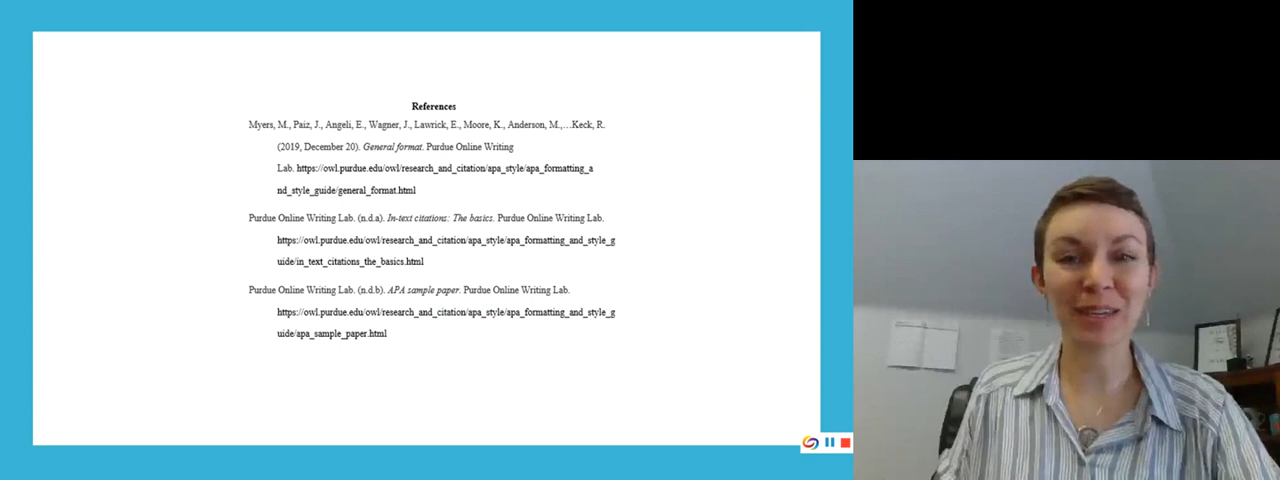 References
Myers, M., Paiz, J., Angeli, E., Wagner, J., Lawrick, E., Moore, K., Anderson, M.,…Keck, R.
(2019, December 20). General format. Purdue Online Writing
Lab. https://owl.purdue.edu/owl/research_and_citation/apa_style/apa_formatting_a
nd_style_guide/general_format.html
Purdue Online Writing Lab. (n.d.a). In-text citations: The basics. Purdue Online Writing Lab.
https://owl.purdue.edu/owl/research_and_citation/apa_style/apa_formatting_and_style_g
uide/in_text_citations_the_basics.html
Purdue Online Writing Lab. (n.d.b). APA sample paper. Purdue Online Writing Lab.
https://owl.purdue.edu/owl/research_and_citation/apa_style/apa_formatting_and_style_g
uide/apa_sample_paper.html